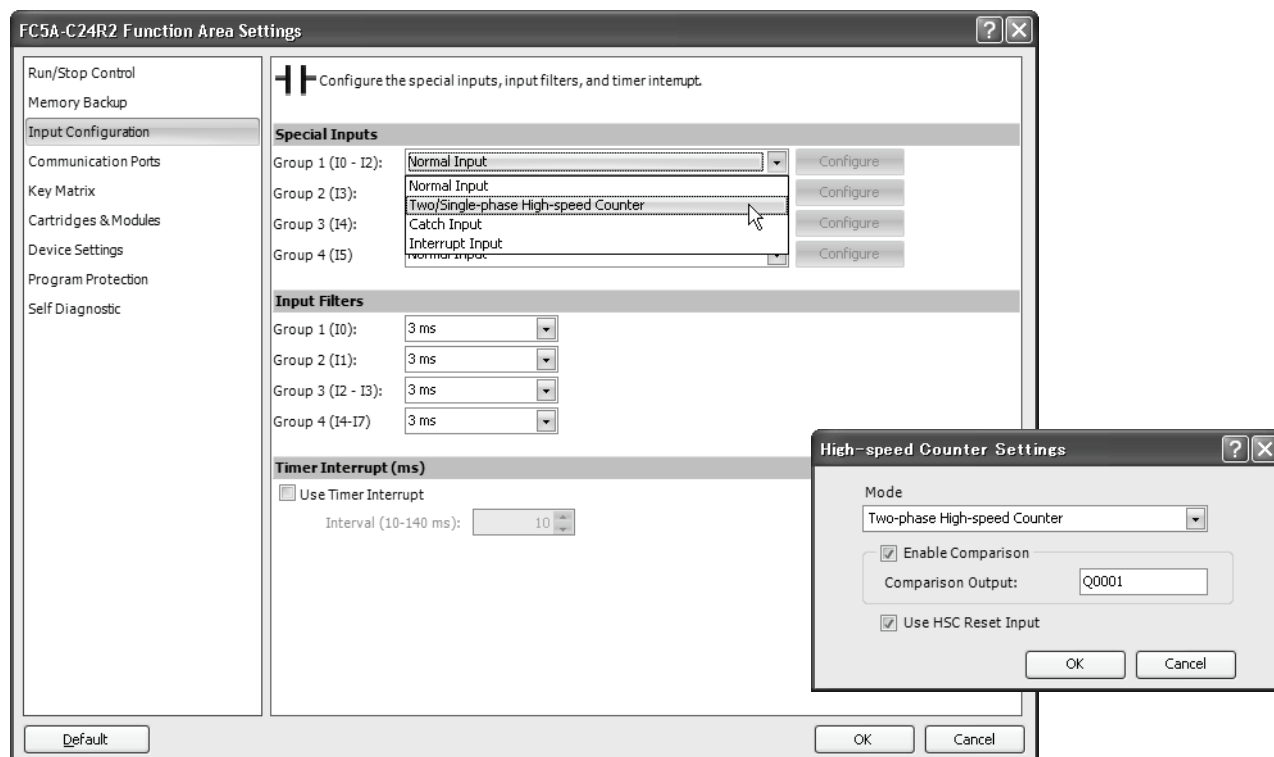 FC5A-C24R2 Function Area Settings
Run/Stop Control
Memory Backup
Input Configuration
Communication Ports
Key Matrix
Cartridges & Modules
Device Settings
Program Protection
Self Diagnostic
Configure the special inputs, input filters, and timer interrupt.
Special Inputs
Group 1 (I0 - I2): Normal Input Configure
Normal Input
Group 2 (I3): Configure
Two/Single-phase High-speed Counter
Group 3 (I4): Catch Input Configure
Interrupt Input
Group 4 (I5) Normal Input Configure
Input Filters
Group 1 (I0): 3 ms
Group 2 (I1): 3 ms
Group 3 (I2 - I3): 3 ms
Group 4 (I4-I7) 3 ms
Timer Interrupt (ms)
Use Timer Interrupt
Interval (10-140 ms): 10
Default
OK Cancel
High-speed Counter Settings
Mode
Two-phase High-speed Counter
Enable Comparison
Comparison Output: Q0001
Use HSC Reset Input
OK Cancel